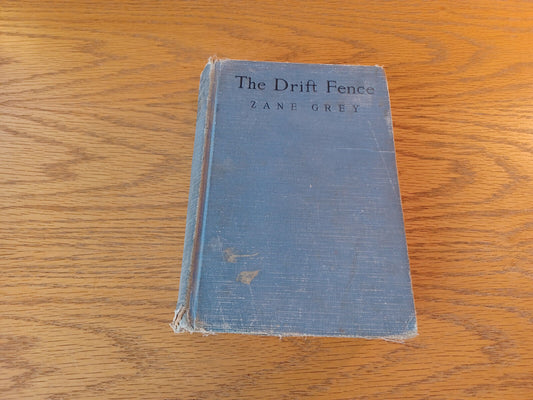 The Drift Fence
ZANE GREY